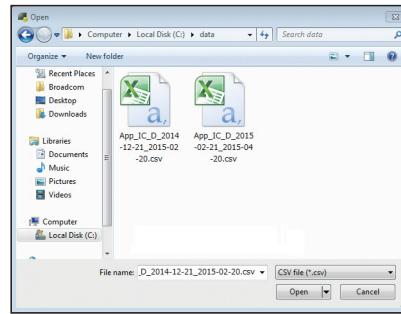 Open
Computer ▸ Local Disk (C:) ▸ data
Search data
Organize
New folder
Recent Places
Broadcom
Desktop
Downloads
Libraries
Documents
Music
Pictures
Videos
Computer
Local Disk (C:)
App_IC_D_2014
-12-21_2015-02
-20.csv
App_IC_D_2015
-02-21_2015-04
-20.csv
File name: _D_2014-12-21_2015-02-20.csv
CSV file (*.csv)
Open
Cancel